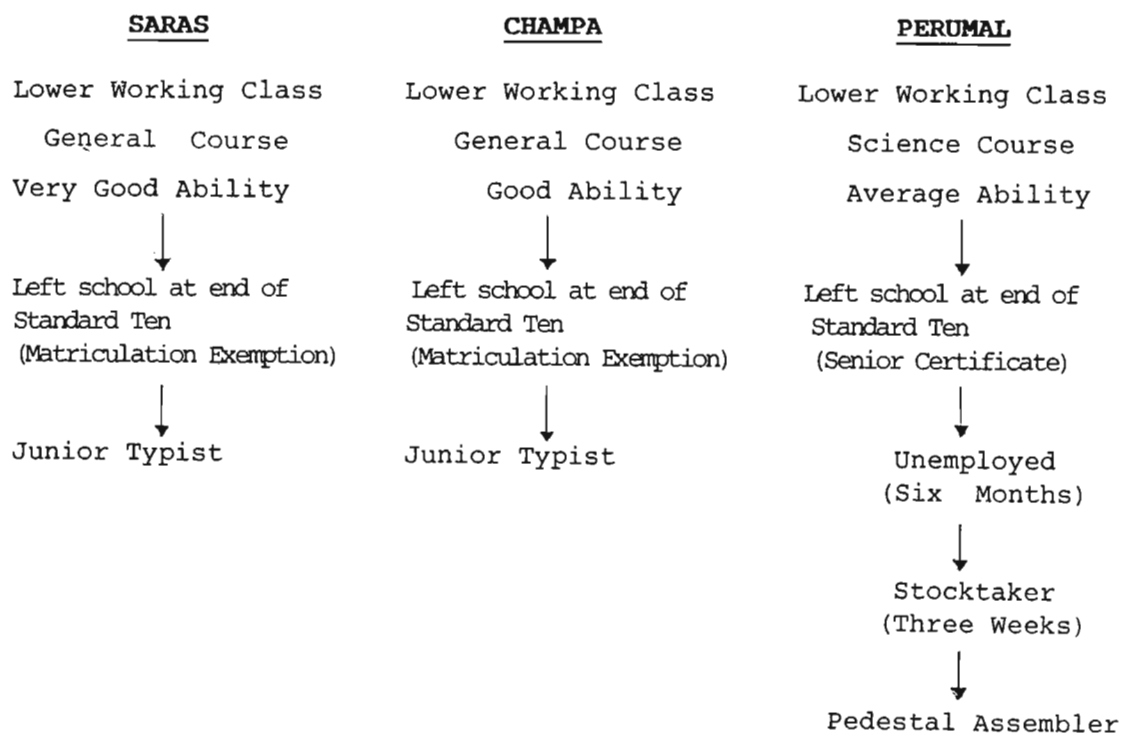 SARAS
Lower Working Class
General Course
Very Good Ability
Left school at end of
Standard Ten
(Matriculation Exemption)
Junior Typist
CHAMPA
Lower Working Class
General Course
Good Ability
Left school at end of
Standard Ten
(Matriculation Exemption)
Junior Typist
PERUMAL
Lower Working Class
Science Course
Average Ability
Left school at end of
Standard Ten
(Senior Certificate)
Unemployed
(Six Months)
Stocktaker
(Three Weeks)
Pedestal Assembler